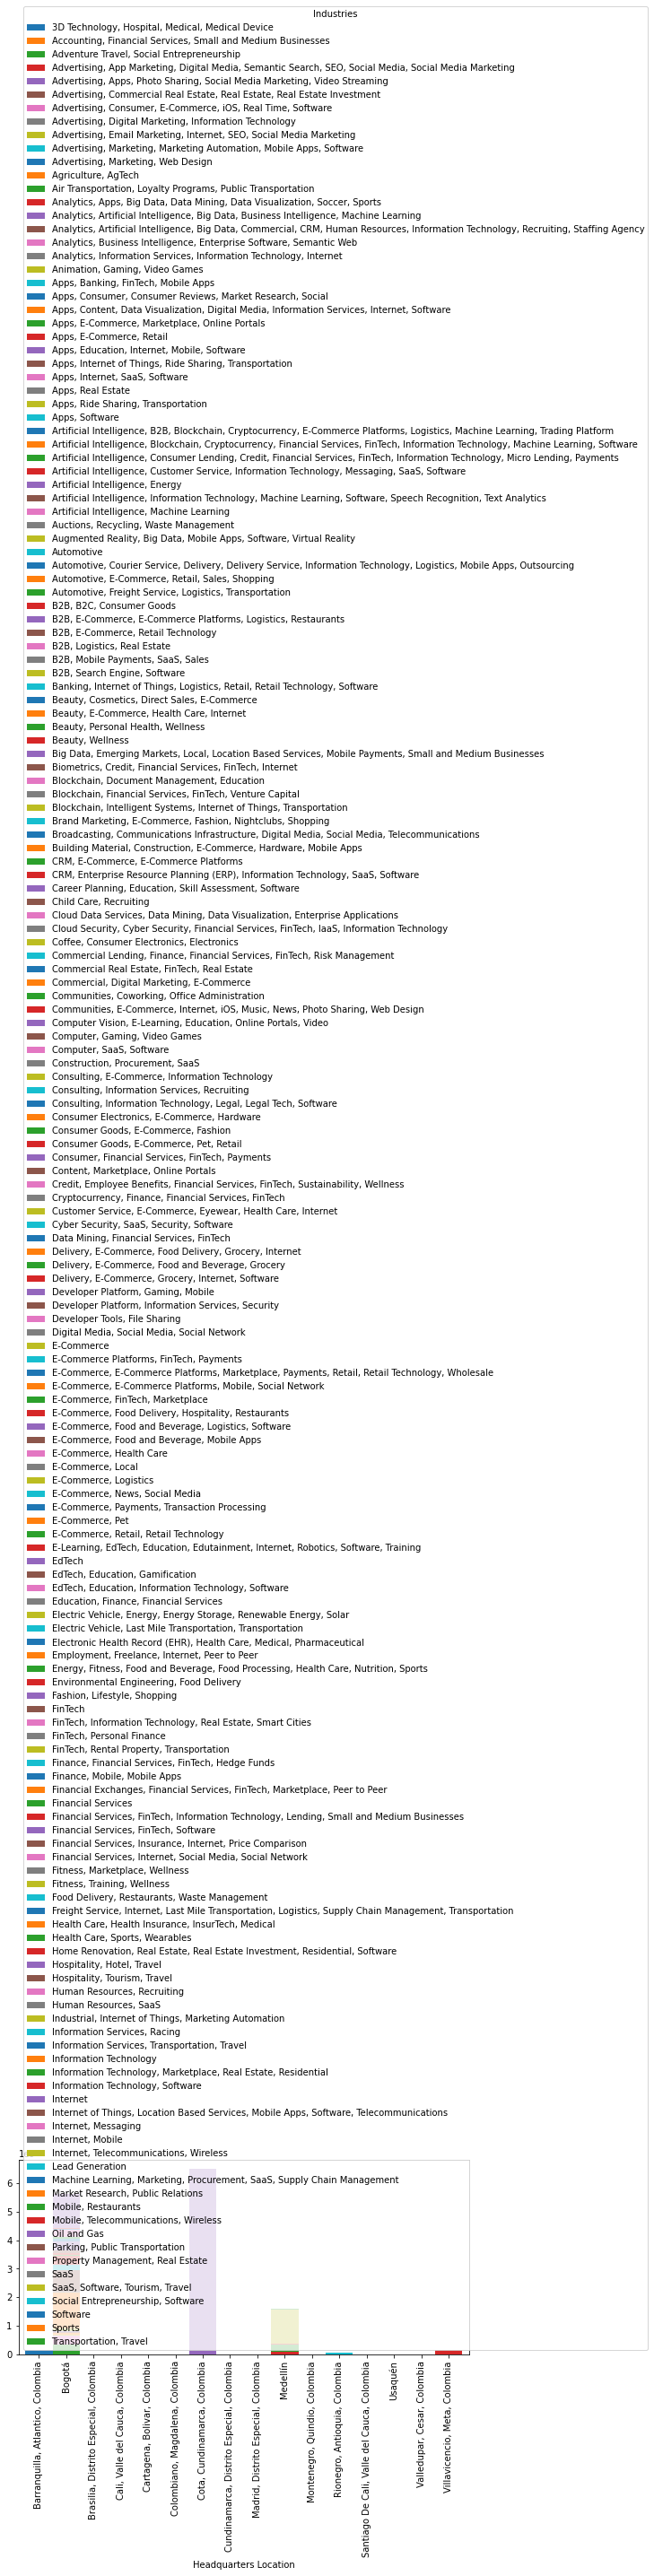 Industries
3D Technology, Hospital, Medical, Medical Device
Accounting, Financial Services, Small and Medium Businesses
Adventure Travel, Social Entrepreneurship
Advertising, App Marketing, Digital Media, Semantic Search, SEO, Social Media, Social Media Marketing
Advertising, Apps, Photo Sharing, Social Media Marketing, Video Streaming
Advertising, Commercial Real Estate, Real Estate, Real Estate Investment
Advertising, Consumer, E-Commerce, iOS, Real Time, Software
Advertising, Digital Marketing, Information Technology
Advertising, Email Marketing, Internet, SEO, Social Media Marketing
Advertising, Marketing, Marketing Automation, Mobile Apps, Software
Advertising, Marketing, Web Design
Agriculture, AgTech
Air Transportation, Loyalty Programs, Public Transportation
Analytics, Apps, Big Data, Data Mining, Data Visualization, Soccer, Sports
Analytics, Artificial Intelligence, Big Data, Business Intelligence, Machine Learning
Analytics, Artificial Intelligence, Big Data, Commercial, CRM, Human Resources, Information Technology, Recruiting, Staffing Agency
Analytics, Business Intelligence, Enterprise Software, Semantic Web
Analytics, Information Services, Information Technology, Internet
Animation, Gaming, Video Games
Apps, Banking, FinTech, Mobile Apps
Apps, Consumer, Consumer Reviews, Market Research, Social
Apps, Content, Data Visualization, Digital Media, Information Services, Internet, Software
Apps, E-Commerce, Marketplace, Online Portals
Apps, E-Commerce, Retail
Apps, Education, Internet, Mobile, Software
Apps, Internet of Things, Ride Sharing, Transportation
Apps, Internet, SaaS, Software
Apps, Real Estate
Apps, Ride Sharing, Transportation
Apps, Software
Artificial Intelligence, B2B, Blockchain, Cryptocurrency, E-Commerce Platforms, Logistics, Machine Learning, Trading Platform
Artificial Intelligence, Blockchain, Cryptocurrency, Financial Services, FinTech, Information Technology, Machine Learning, Software
Artificial Intelligence, Consumer Lending, Credit, Financial Services, FinTech, Information Technology, Micro Lending, Payments
Artificial Intelligence, Customer Service, Information Technology, Messaging, SaaS, Software
Artificial Intelligence, Energy
Artificial Intelligence, Information Technology, Machine Learning, Software, Speech Recognition, Text Analytics
Artificial Intelligence, Machine Learning
Auctions, Recycling, Waste Management
Augmented Reality, Big Data, Mobile Apps, Software, Virtual Reality
Automotive
Automotive, Courier Service, Delivery, Delivery Service, Information Technology, Logistics, Mobile Apps, Outsourcing
Automotive, E-Commerce, Retail, Sales, Shopping
Automotive, Freight Service, Logistics, Transportation
B2B, B2C, Consumer Goods
B2B, E-Commerce, E-Commerce Platforms, Logistics, Restaurants
B2B, E-Commerce, Retail Technology
B2B, Logistics, Real Estate
B2B, Mobile Payments, SaaS, Sales
B2B, Search Engine, Software
Banking, Internet of Things, Logistics, Retail, Retail Technology, Software
Beauty, Cosmetics, Direct Sales, E-Commerce
Beauty, E-Commerce, Health Care, Internet
Beauty, Personal Health, Wellness
Beauty, Wellness
Big Data, Emerging Markets, Local, Location Based Services, Mobile Payments, Small and Medium Businesses
Biometrics, Credit, Financial Services, FinTech, Internet
Blockchain, Document Management, Education
Blockchain, Financial Services, FinTech, Venture Capital
Blockchain, Intelligent Systems, Internet of Things, Transportation
Brand Marketing, E-Commerce, Fashion, Nightclubs, Shopping
Broadcasting, Communications Infrastructure, Digital Media, Social Media, Telecommunications
Building Material, Construction, E-Commerce, Hardware, Mobile Apps
CRM, E-Commerce, E-Commerce Platforms
CRM, Enterprise Resource Planning (ERP), Information Technology, SaaS, Software
Career Planning, Education, Skill Assessment, Software
Child Care, Recruiting
Cloud Data Services, Data Mining, Data Visualization, Enterprise Applications
Cloud Security, Cyber Security, Financial Services, FinTech, IaaS, Information Technology
Coffee, Consumer Electronics, Electronics
Commercial Lending, Finance, Financial Services, FinTech, Risk Management
Commercial Real Estate, FinTech, Real Estate
Commercial, Digital Marketing, E-Commerce
Communities, Coworking, Office Administration
Communities, E-Commerce, Internet, iOS, Music, News, Photo Sharing, Web Design
Computer Vision, E-Learning, Education, Online Portals, Video
Computer, Gaming, Video Games
Computer, SaaS, Software
Construction, Procurement, SaaS
Consulting, E-Commerce, Information Technology
Consulting, Information Services, Recruiting
Consulting, Information Technology, Legal, Legal Tech, Software
Consumer Electronics, E-Commerce, Hardware
Consumer Goods, E-Commerce, Fashion
Consumer Goods, E-Commerce, Pet, Retail
Consumer, Financial Services, FinTech, Payments
Content, Marketplace, Online Portals
Credit, Employee Benefits, Financial Services, FinTech, Sustainability, Wellness
Cryptocurrency, Finance, Financial Services, FinTech
Customer Service, E-Commerce, Eyewear, Health Care, Internet
Cyber Security, SaaS, Security, Software
Data Mining, Financial Services, FinTech
Delivery, E-Commerce, Food Delivery, Grocery, Internet
Delivery, E-Commerce, Food and Beverage, Grocery
Delivery, E-Commerce, Grocery, Internet, Software
Developer Platform, Gaming, Mobile
Developer Platform, Information Services, Security
Developer Tools, File Sharing
Digital Media, Social Media, Social Network
E-Commerce
E-Commerce Platforms, FinTech, Payments
E-Commerce, E-Commerce Platforms, Marketplace, Payments, Retail, Retail Technology, Wholesale
E-Commerce, E-Commerce Platforms, Mobile, Social Network
E-Commerce, FinTech, Marketplace
E-Commerce, Food Delivery, Hospitality, Restaurants
E-Commerce, Food and Beverage, Logistics, Software
E-Commerce, Food and Beverage, Mobile Apps
E-Commerce, Health Care
E-Commerce, Local
E-Commerce, Logistics
E-Commerce, News, Social Media
E-Commerce, Payments, Transaction Processing
E-Commerce, Pet
E-Commerce, Retail, Retail Technology
E-Learning, EdTech, Education, Edutainment, Internet, Robotics, Software, Training
EdTech
EdTech, Education, Gamification
EdTech, Education, Information Technology, Software
Education, Finance, Financial Services
Electric Vehicle, Energy, Energy Storage, Renewable Energy, Solar
Electric Vehicle, Last Mile Transportation, Transportation
Electronic Health Record (EHR), Health Care, Medical, Pharmaceutical
Employment, Freelance, Internet, Peer to Peer
Energy, Fitness, Food and Beverage, Food Processing, Health Care, Nutrition, Sports
Environmental Engineering, Food Delivery
Fashion, Lifestyle, Shopping
FinTech
FinTech, Information Technology, Real Estate, Smart Cities
FinTech, Personal Finance
FinTech, Rental Property, Transportation
Finance, Financial Services, FinTech, Hedge Funds
Finance, Mobile, Mobile Apps
Financial Exchanges, Financial Services, FinTech, Marketplace, Peer to Peer
Financial Services
Financial Services, FinTech, Information Technology, Lending, Small and Medium Businesses
Financial Services, FinTech, Software
Financial Services, Insurance, Internet, Price Comparison
Financial Services, Internet, Social Media, Social Network
Fitness, Marketplace, Wellness
Fitness, Training, Wellness
Food Delivery, Restaurants, Waste Management
Freight Service, Internet, Last Mile Transportation, Logistics, Supply Chain Management, Transportation
Health Care, Health Insurance, InsurTech, Medical
Health Care, Sports, Wearables
Home Renovation, Real Estate, Real Estate Investment, Residential, Software
Hospitality, Hotel, Travel
Hospitality, Tourism, Travel
Human Resources, Recruiting
Human Resources, SaaS
Industrial, Internet of Things, Marketing Automation
Information Services, Racing
Information Services, Transportation, Travel
Information Technology
Information Technology, Marketplace, Real Estate, Residential
Information Technology, Software
Internet
Internet of Things, Location Based Services, Mobile Apps, Software, Telecommunications
Internet, Messaging
Internet, Mobile
Internet, Telecommunications, Wireless
Lead Generation
Machine Learning, Marketing, Procurement, SaaS, Supply Chain Management
Market Research, Public Relations
Mobile, Restaurants
Mobile, Telecommunications, Wireless
Oil and Gas
Parking, Public Transportation
Property Management, Real Estate
SaaS
SaaS, Software, Tourism, Travel
Social Entrepreneurship, Software
Software
Sports
Transportation, Travel
6
5
4
3
2
1
0
Barranquilla, Atlantico, Colombia
Bogotá
Brasilia, Distrito Especial, Colombia
Cali, Valle del Cauca, Colombia
Cartagena, Bolivar, Colombia
Colombiano, Magdalena, Colombia
Cota, Cundinamarca, Colombia
Cundinamarca, Distrito Especial, Colombia
Madrid, Distrito Especial, Colombia
Medellín
Montenegro, Quindio, Colombia
Rionegro, Antioquia, Colombia
Santiago De Cali, Valle del Cauca, Colombia
Usaquén
Valledupar, Cesar, Colombia
Villavicencio, Meta, Colombia
Headquarters Location